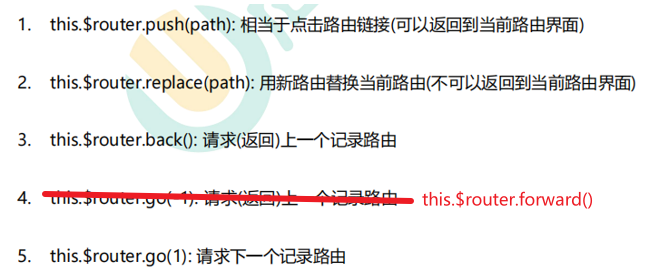 1. this.$router.push(path): 相当于点击路由链接(可以返回到当前路由界面)
2. this.$router.replace(path): 用新路由替换当前路由(不可以返回到当前路由界面)
3. this.$router.back(): 请求(返回)上一个记录路由
4. this.$router.go(-1): 请求(返回)上一个记录路由 this.$router.forward()
5. this.$router.go(1): 请求下一个记录路由